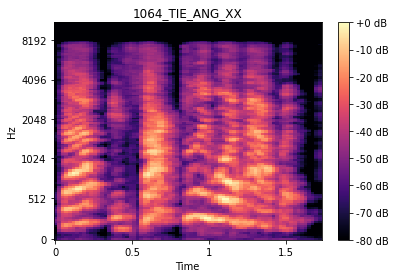 1064_TIE_ANG_XX
8192
4096
2048
1024
512
0
Hz
0
0.5
1
1.5
Time
+0 dB
-10 dB
-20 dB
-30 dB
-40 dB
-50 dB
-60 dB
-70 dB
-80 dB